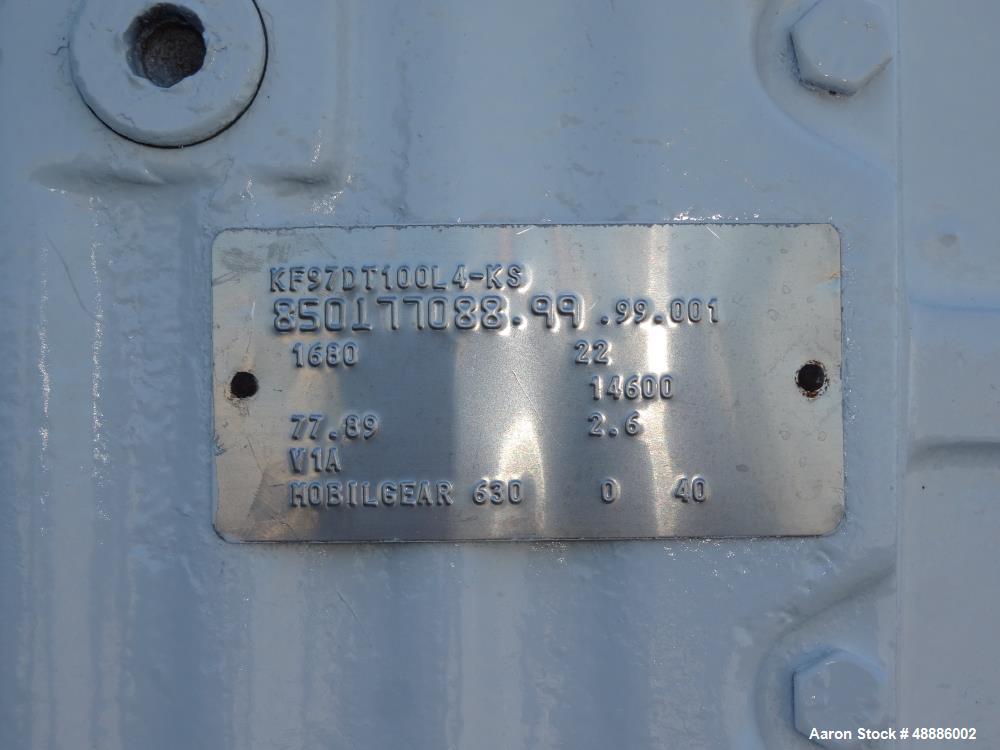 KF97DT100L4-KS
850177088.99 .99.001
1680 22
14600
77.89 2.6
V1A
MOBILGEAR 630 0 40
Aaron Stock # 48886002